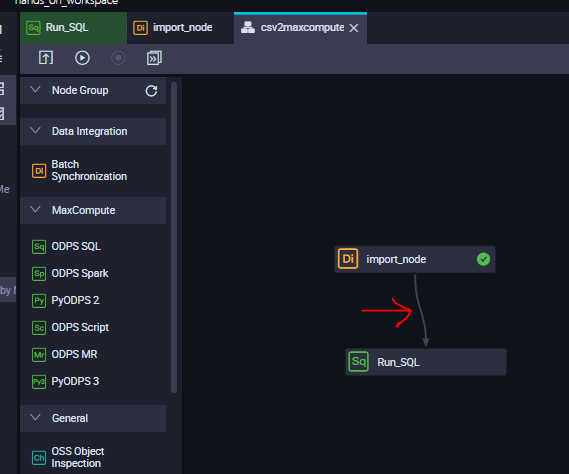 hands_on_workspace
Sq Run_SQL
Di import_node
csv2maxcompute
Node Group
Data Integration
Di Batch
Synchronization
MaxCompute
Sq ODPS SQL
Sp ODPS Spark
Py PyODPS 2
Sc ODPS Script
Mr ODPS MR
Py3 PyODPS 3
General
Ch OSS Object
Inspection
Me
by M
Di import_node
Sq Run_SQL